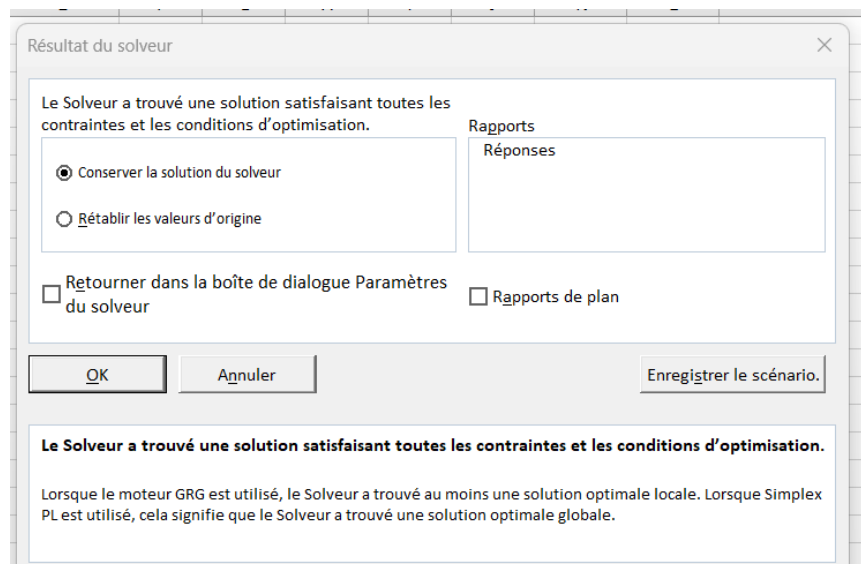 Résultat du solveur
Le Solveur a trouvé une solution satisfaisant toutes les
contraintes et les conditions d’optimisation.
Rapports
Réponses
Conserver la solution du solveur
Rétablir les valeurs d’origine
Retourner dans la boîte de dialogue Paramètres
du solveur
Rapports de plan
OK
Annuler
Enregistrer le scénario.
Le Solveur a trouvé une solution satisfaisant toutes les contraintes et les conditions d’optimisation.
Lorsque le moteur GRG est utilisé, le Solveur a trouvé au moins une solution optimale locale. Lorsque Simplex
PL est utilisé, cela signifie que le Solveur a trouvé une solution optimale globale.